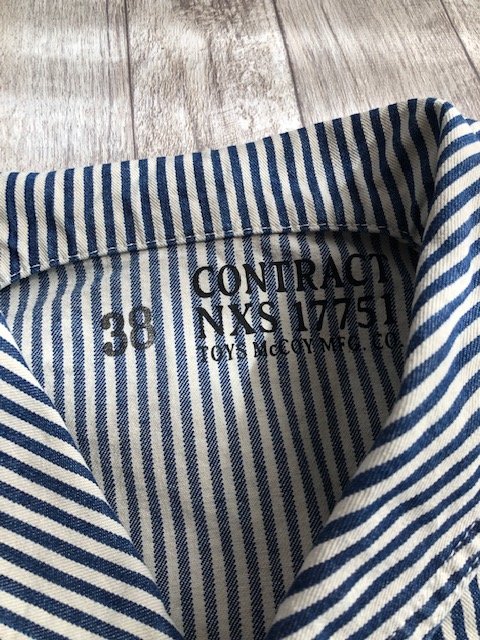 CONTRACT
38 NXS 17751
TOYS McCOY MFG. CO.